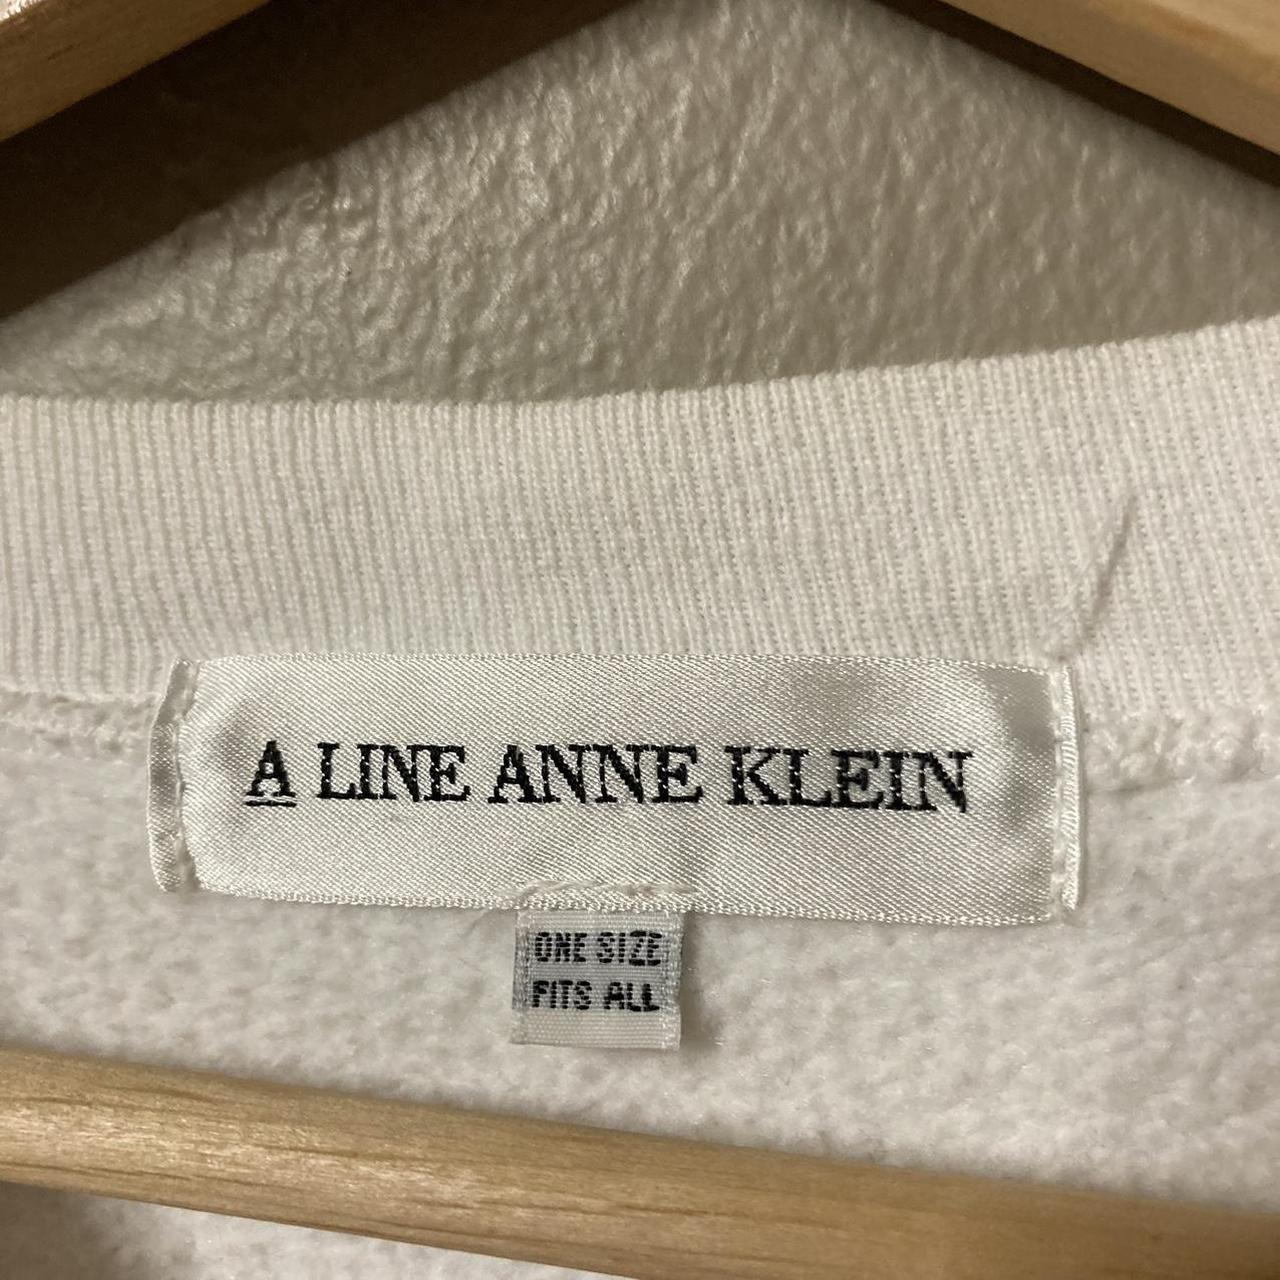 A LINE ANNE KLEIN
ONE SIZE
FITS ALL